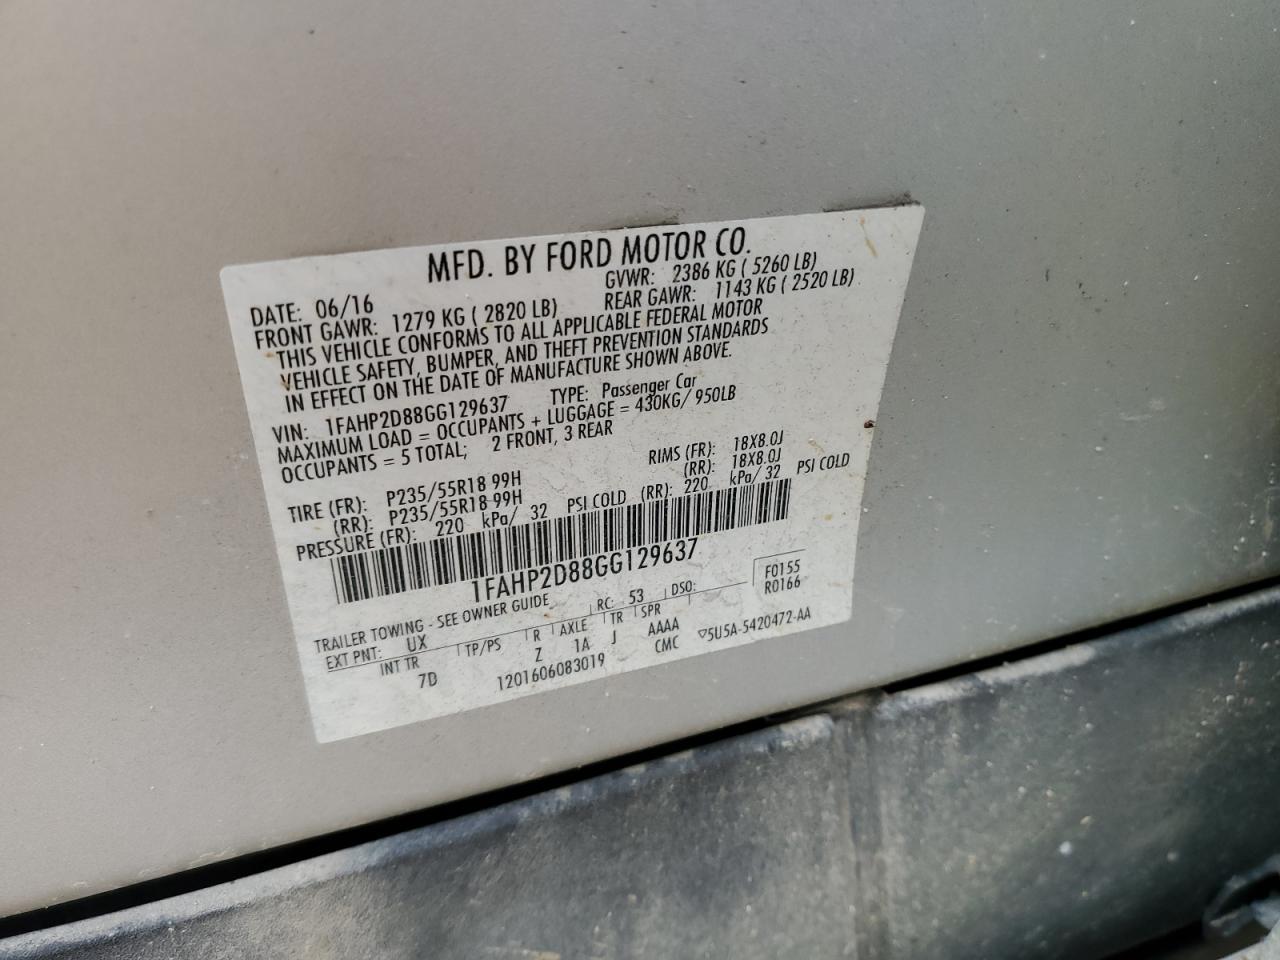 MFD. BY FORD MOTOR CO.
DATE: 06/16 GVWR: 2386 KG ( 5260 LB)
FRONT GAWR: 1279 KG ( 2820 LB) REAR GAWR: 1143 KG ( 2520 LB)
THIS VEHICLE CONFORMS TO ALL APPLICABLE FEDERAL MOTOR
VEHICLE SAFETY, BUMPER, AND THEFT PREVENTION STANDARDS
IN EFFECT ON THE DATE OF MANUFACTURE SHOWN ABOVE.
VIN: 1FAHP2D88GG129637 TYPE: Passenger Car
MAXIMUM LOAD = OCCUPANTS + LUGGAGE = 430KG/ 950LB
OCCUPANTS = 5 TOTAL; 2 FRONT, 3 REAR
TIRE (FR): P235/55R18 99H RIMS (FR): 18X8.0J
(RR): P235/55R18 99H (RR): 18X8.0J
PRESSURE (FR): 220 kPa/ 32 PSI COLD (RR): 220 kPa/ 32 PSI COLD
1FAHP2D88GG129637
F0155
TRAILER TOWING - SEE OWNER GUIDE RC: 53 DSO: R0166
EXT PNT: UX TP/PS R AXLE TR SPR
INT TR Z 1A J AAAA ▽5U5A-5420472-AA
7D 1201606083019 CMC